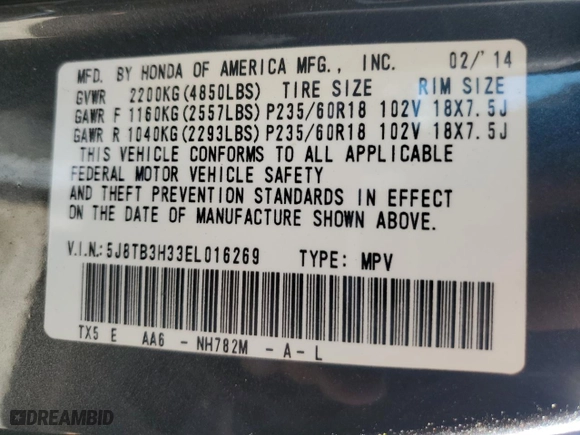 MFD. BY HONDA OF AMERICA MFG., INC. 02/'14
GVWR 2200KG(4850LBS) TIRE SIZE RIM SIZE
GAWR F 1160KG(2557LBS) P235/60R18 102V 18X7.5J
GAWR R 1040KG(2293LBS) P235/60R18 102V 18X7.5J
THIS VEHICLE CONFORMS TO ALL APPLICABLE
FEDERAL MOTOR VEHICLE SAFETY
AND THEFT PREVENTION STANDARDS IN EFFECT
ON THE DATE OF MANUFACTURE SHOWN ABOVE.
V.I.N.: 5J8TB3H33EL016269 TYPE: MPV
TX5 E AA6 - NH782M - A - L
DREAMBID